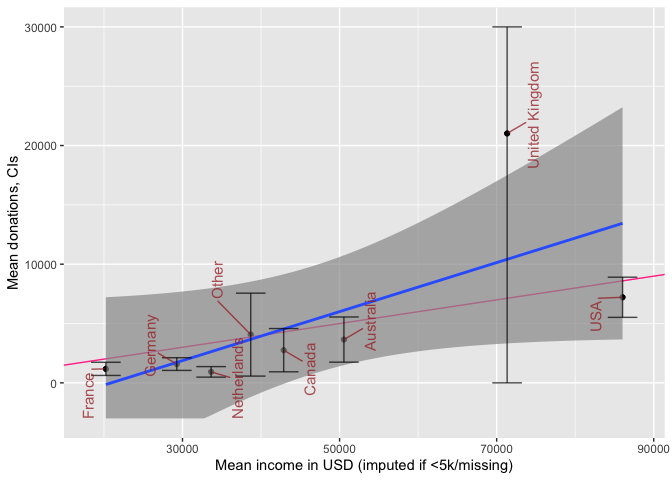 30000
20000
10000
0
Mean donations, CIs
France
Germany
Netherlands
Other
Canada
Australia
United Kingdom
USA
30000
50000
70000
90000
Mean income in USD (imputed if <5k/missing)